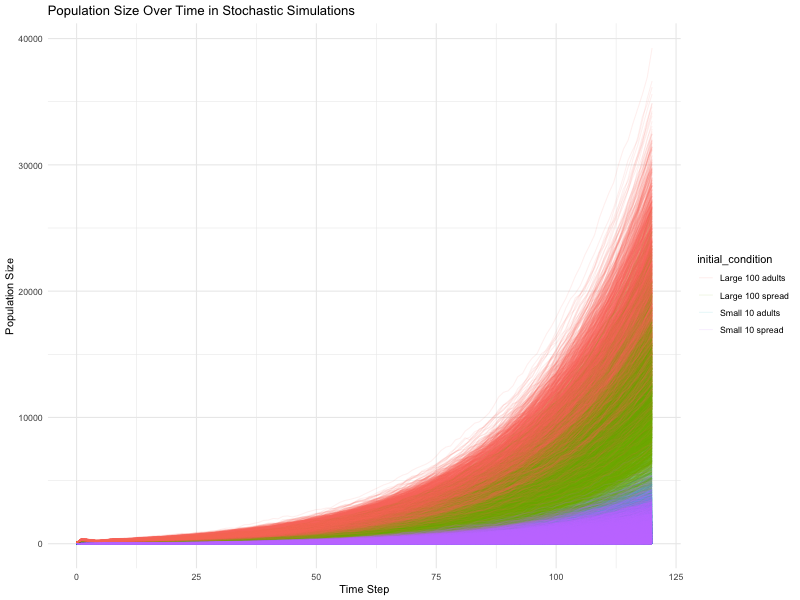 Population Size Over Time in Stochastic Simulations
40000
30000
20000
10000
0
Population Size
0 25 50 75 100 125
Time Step
initial_condition
Large 100 adults
Large 100 spread
Small 10 adults
Small 10 spread